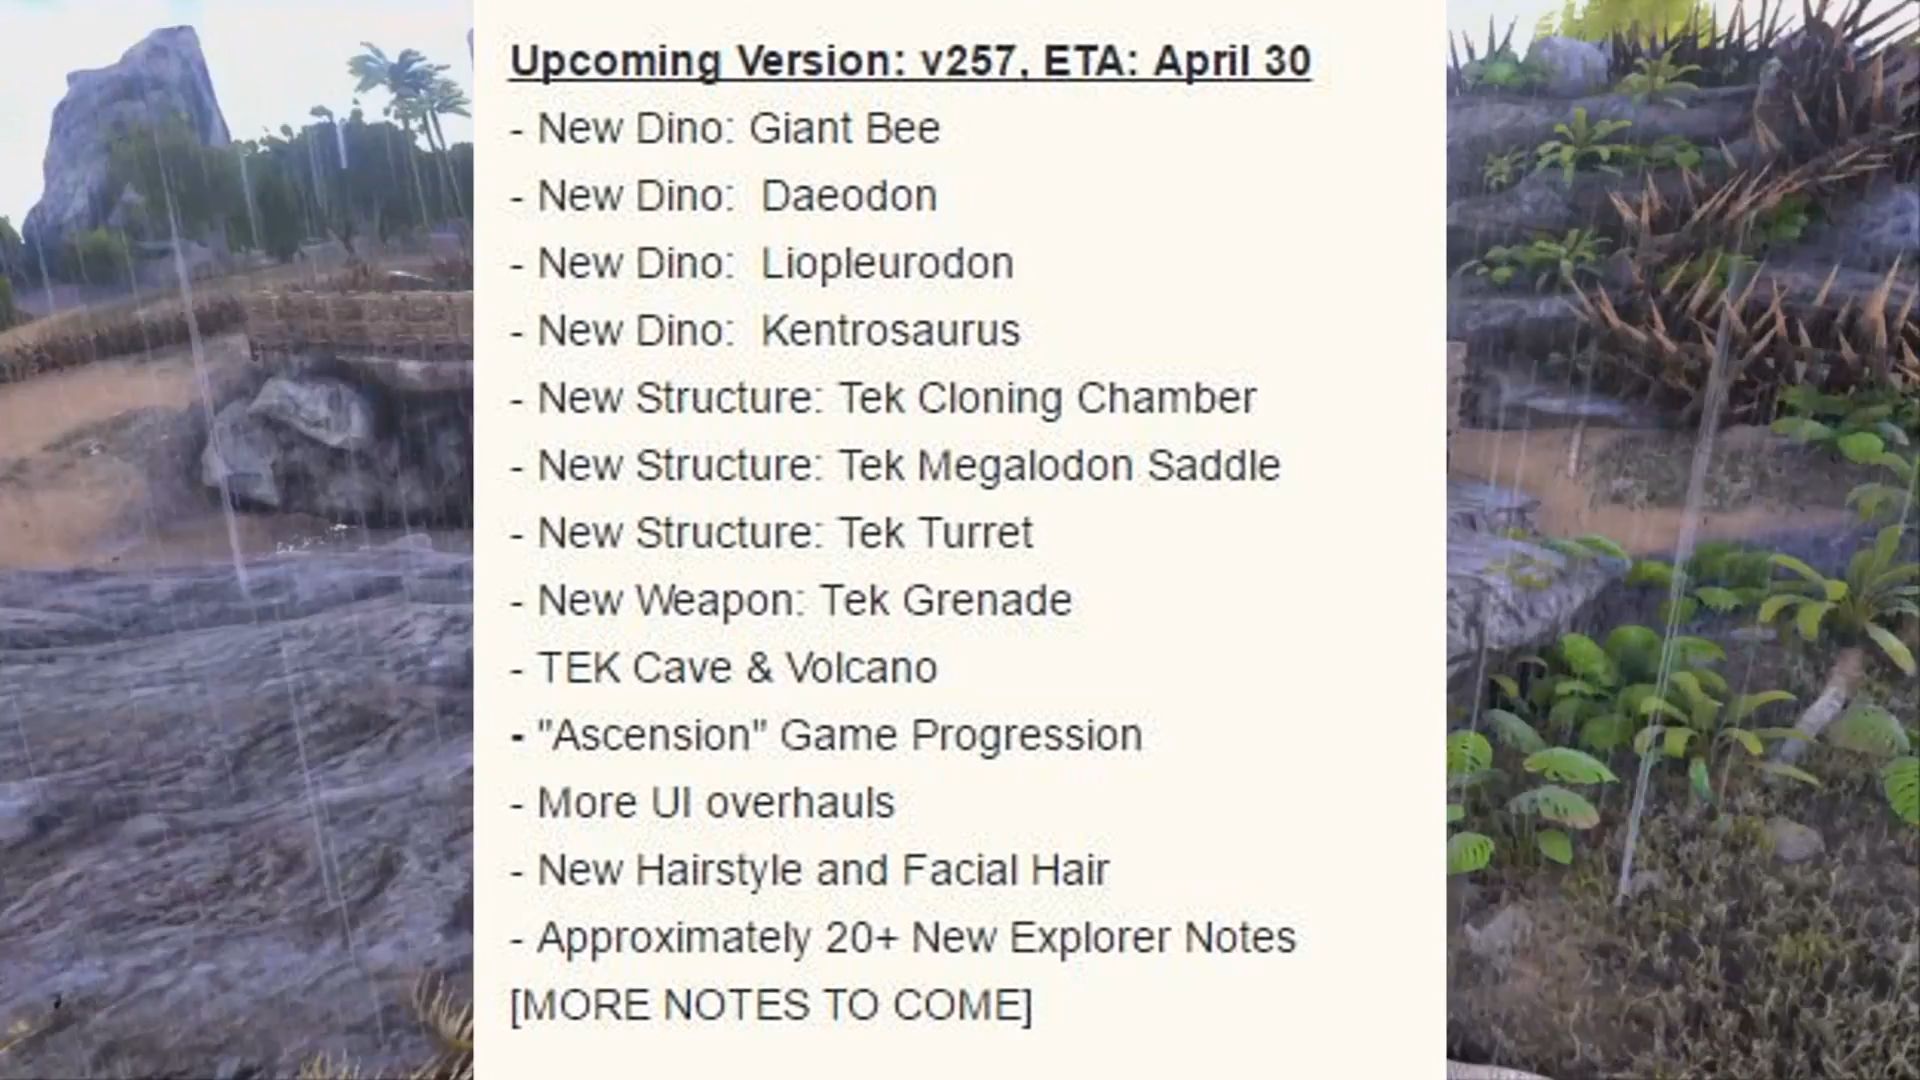 Upcoming Version: v257, ETA: April 30
- New Dino: Giant Bee
- New Dino:  Daeodon
- New Dino:  Liopleurodon
- New Dino:  Kentrosaurus
- New Structure: Tek Cloning Chamber
- New Structure: Tek Megalodon Saddle
- New Structure: Tek Turret
- New Weapon: Tek Grenade
- TEK Cave & Volcano
- "Ascension" Game Progression
- More UI overhauls
- New Hairstyle and Facial Hair
- Approximately 20+ New Explorer Notes
[MORE NOTES TO COME]